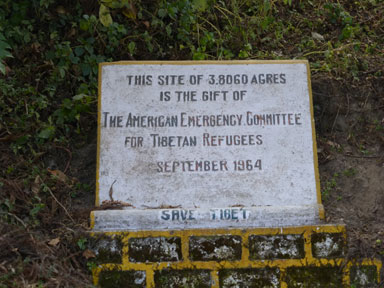 THIS SITE OF 3.8060 AGRES
IS THE GIFT OF
THE AMERICAN EMERGENCY COMMITTEE
FOR TIBETAN REFUGEES
SEPTEMBER 1964
SAVE TIBET